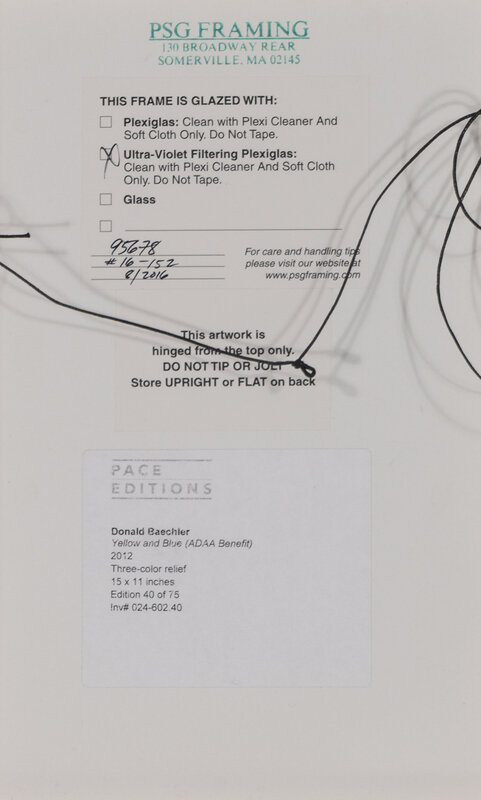 PSG FRAMING
130 BROADWAY REAR
SOMERVILLE, MA 02145
THIS FRAME IS GLAZED WITH:
Plexiglas: Clean with Plexi Cleaner And
Soft Cloth Only. Do Not Tape.
Ultra-Violet Filtering Plexiglas:
Clean with Plexi Cleaner And Soft Cloth
Only. Do Not Tape.
Glass
95678
#16-152
8/2016
For care and handling tips
please visit our website at
www.psgframing.com
This artwork is
hinged from the top only.
DO NOT TIP OR JOLT
Store UPRIGHT or FLAT on back
PACE
EDITIONS
Donald Baechler
Yellow and Blue (ADAA Benefit)
2012
Three-color relief
15 x 11 inches
Edition 40 of 75
Inv# 024-602.40